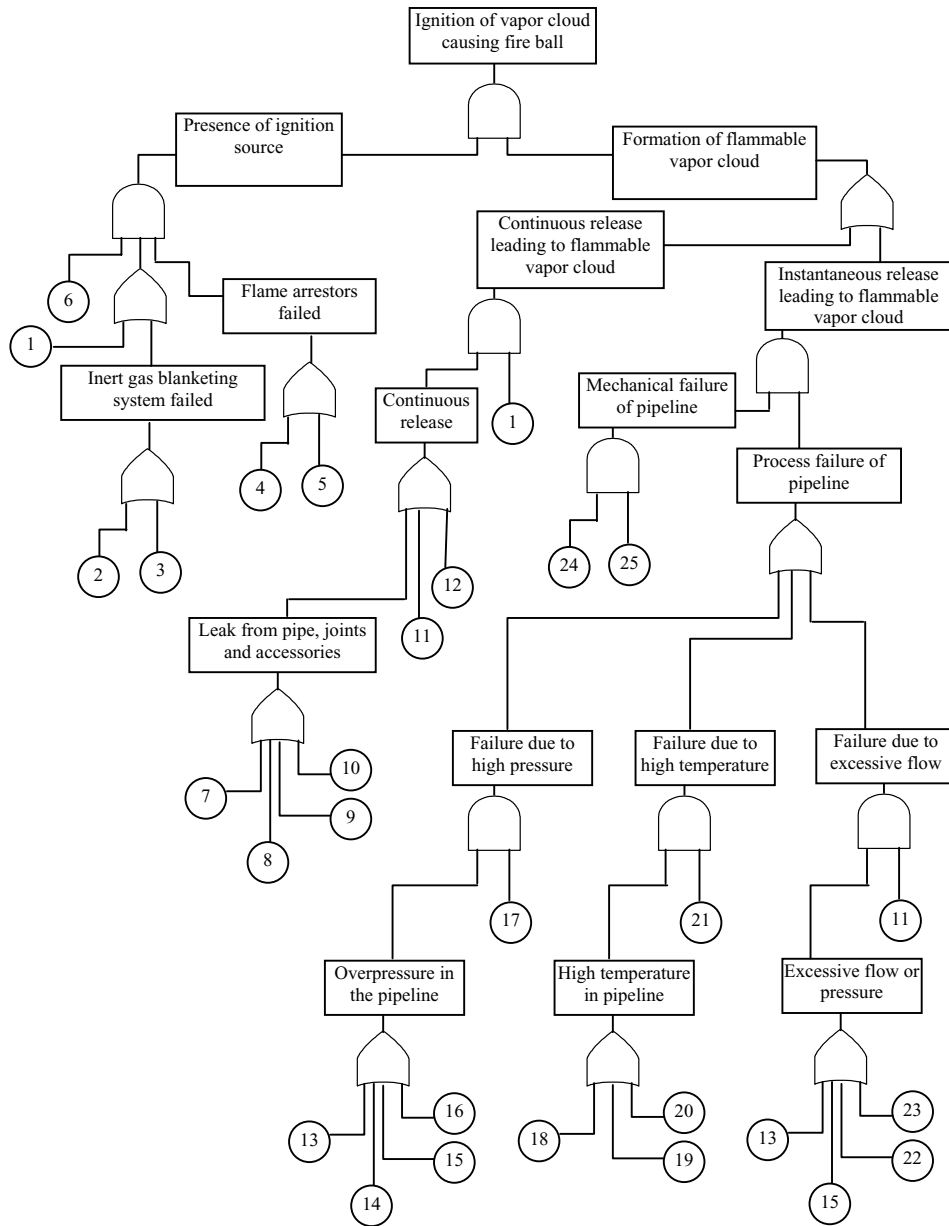 Ignition of vapor cloud
causing fire ball
Presence of ignition
source
Formation of flammable
vapor cloud
Continuous release
leading to flammable
vapor cloud
Instantaneous release
leading to flammable
vapor cloud
6
Flame arrestors
failed
1
Inert gas blanketing
system failed
Continuous
release
1
Mechanical failure
of pipeline
Process failure of
pipeline
4
5
2
3
12
24
25
11
Leak from pipe, joints
and accessories
7
10
9
8
Failure due to
high pressure
Failure due to
high temperature
Failure due to
excessive flow
17
21
11
Overpressure in
the pipeline
High temperature
in pipeline
Excessive flow or
pressure
13
16
15
14
18
20
19
13
23
22
15